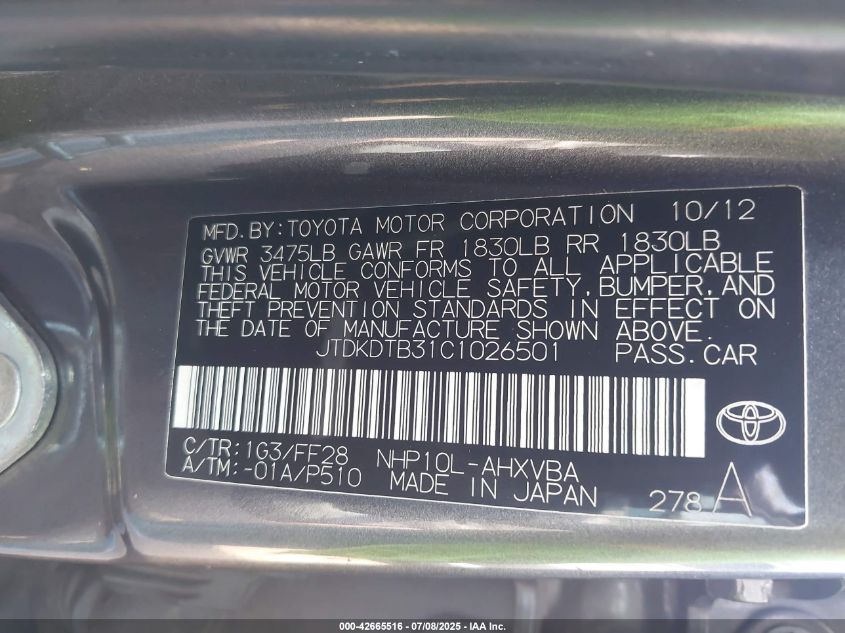 MFD. BY: TOYOTA MOTOR CORPORATION 10/12
GVWR 3475LB GAWR FR 1830LB RR 1830LB
THIS VEHICLE CONFORMS TO ALL APPLICABLE
FEDERAL MOTOR VEHICLE SAFETY, BUMPER, AND
THEFT PREVENTION STANDARDS IN EFFECT ON
THE DATE OF MANUFACTURE SHOWN ABOVE.
JTDKDTB31C1026501 PASS. CAR
C/TR: 1G3/FF28 NHP10L-AHXVBA
A/TM: -01A/P510 MADE IN JAPAN 278 A
000-42665516 - 07/08/2025 - IAA Inc.